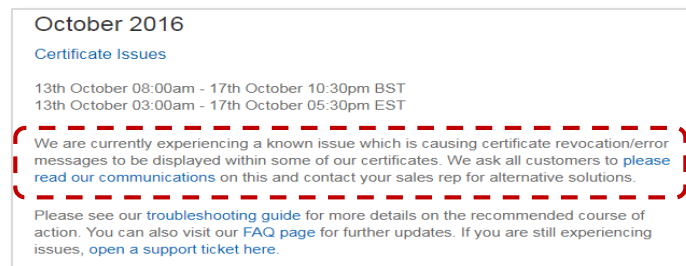 October 2016
Certificate Issues
13th October 08:00am - 17th October 10:30pm BST
13th October 03:00am - 17th October 05:30pm EST
We are currently experiencing a known issue which is causing certificate revocation/error
messages to be displayed within some of our certificates. We ask all customers to please
read our communications on this and contact your sales rep for alternative solutions.
Please see our troubleshooting guide for more details on the recommended course of
action. You can also visit our FAQ page for further updates. If you are still experiencing
issues, open a support ticket here.